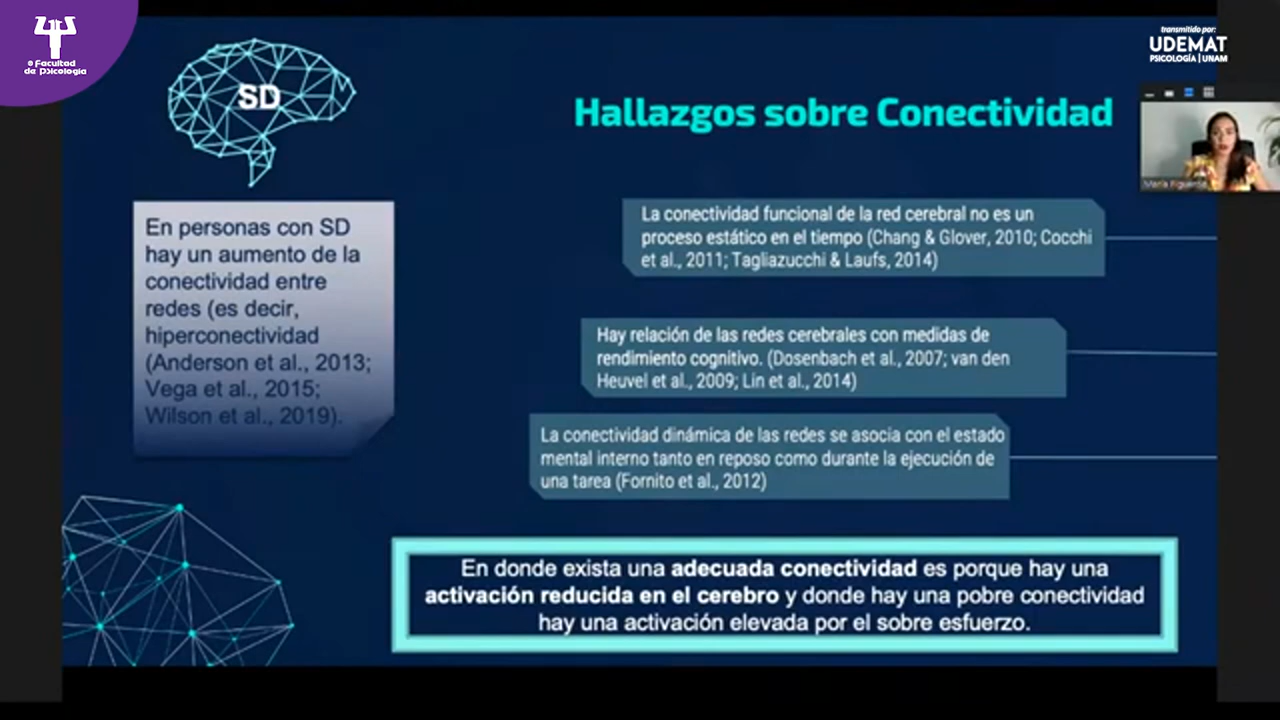 Facultad
de Psicología
transmitido por:
UDEMAT
PSICOLOGÍA | UNAM
SD
Hallazgos sobre Conectividad
En personas con SD
hay un aumento de la
conectividad entre
redes (es decir,
hiperconectividad
(Anderson et al., 2013;
Vega et al., 2015;
Wilson et al., 2019).
La conectividad funcional de la red cerebral no es un
proceso estático en el tiempo (Chang & Glover, 2010; Cocchi
et al., 2011; Tagliazucchi & Laufs, 2014)
Hay relación de las redes cerebrales con medidas de
rendimiento cognitivo. (Dosenbach et al., 2007; van den
Heuvel et al., 2009; Lin et al., 2014)
La conectividad dinámica de las redes se asocia con el estado
mental interno tanto en reposo como durante la ejecución de
una tarea (Fornito et al., 2012)
En donde exista una adecuada conectividad es porque hay una
activación reducida en el cerebro y donde hay una pobre conectividad
hay una activación elevada por el sobre esfuerzo.